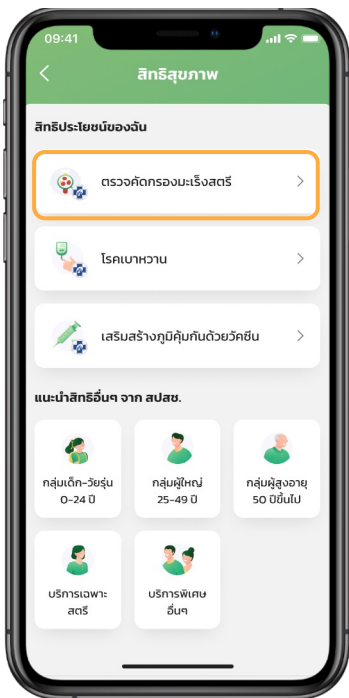 09:41
สิทธิสุขภาพ
สิทธิประโยชน์ของฉัน
ตรวจคัดกรองมะเร็งสตรี
โรคเบาหวาน
เสริมสร้างภูมิคุ้มกันด้วยวัคซีน
แนะนำสิทธิอื่นๆ จาก สปสช.
กลุ่มเด็ก-วัยรุ่น
0-24 ปี
กลุ่มผู้ใหญ่
25-49 ปี
กลุ่มผู้สูงอายุ
50 ปีขึ้นไป
บริการเฉพาะ
สตรี
บริการพิเศษ
อื่นๆ